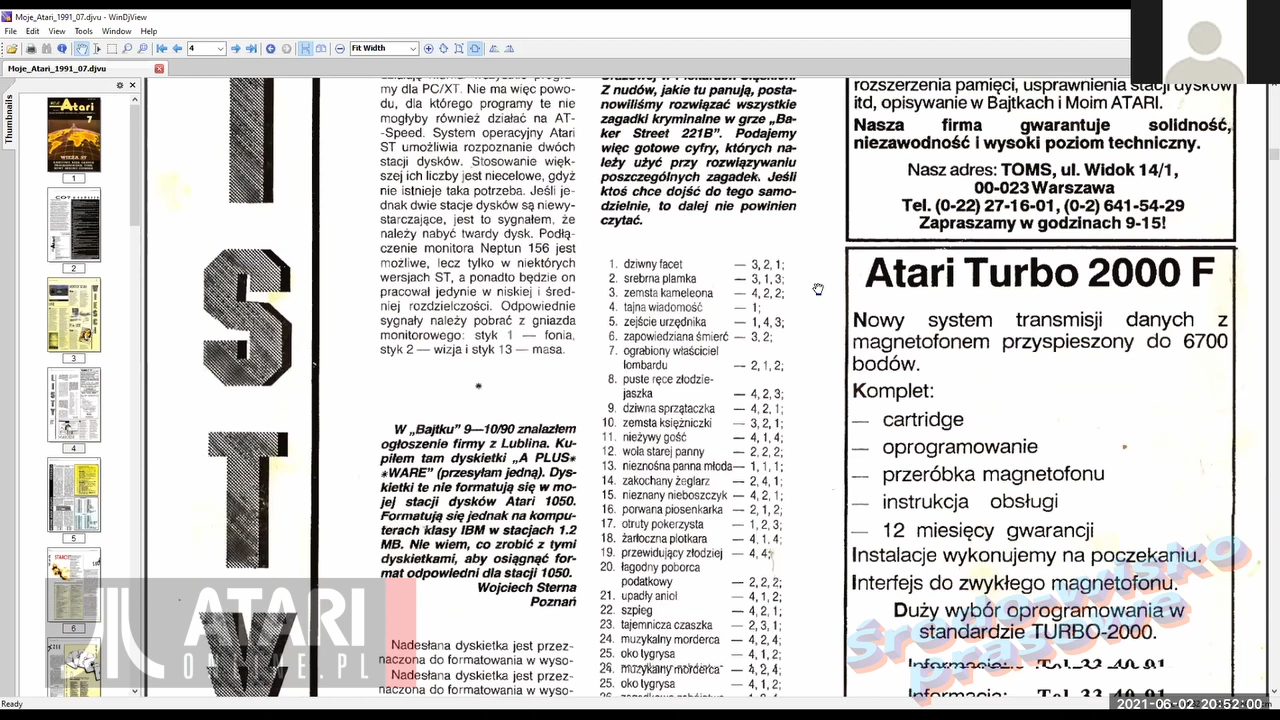 Moje_Atari_1991_07.djvu - WinDjView
File Edit View Tools Window Help
4
Fit Width
Moje_Atari_1991_07.djvu
Thumbnails
1
2
3
4
5
6
I
S
T
my dla PC/XT. Nie ma więc powo-
du, dla którego programy te nie
mogłyby również działać na AT-
-Speed. System operacyjny Atari
ST umożliwia rozpoznanie dwóch
stacji dysków. Stosowanie więk-
szej ich liczby jest niecelowe, gdyż
nie istnieje taka potrzeba. Jeśli je-
dnak dwie stacje dysków są niewy-
starczające, jest to sygnałem, że
należy nabyć twardy dysk. Podłą-
czenie monitora Neptun 156 jest
możliwe, lecz tylko w niektórych
wersjach ST, a ponadto będzie on
pracował jedynie w niskiej i śred-
niej rozdzielczości. Odpowiednie
sygnały należy pobrać z gniazda
monitorowego: styk 1 — fonia,
styk 2 — wizja i styk 13 — masa.
*
W „Bajtku" 9—10/90 znalazłem
ogłoszenie firmy z Lublina. Ku-
piłem tam dyskietki „A PLUS*
*WARE" (przesyłam jedną). Dys-
kietki te nie formatują się w mo-
jej stacji dysków Atari 1050.
Formatują się jednak na kompu-
terach klasy IBM w stacjach 1.2
MB. Nie wiem, co zrobić z tymi
dyskietkami, aby osiągnąć for-
mat odpowiedni dla stacji 1050.
Wojciech Sterna
Poznań
Nadesłana dyskietka jest przez-
naczona do formatowania w wyso-
Nadesłana dyskietka jest przez-
naczona do formatowania w wyso-
Z nudów, jakie tu panują, posta-
nowiliśmy rozwiązać wszystkie
zagadki kryminalne w grze „Ba-
ker Street 221B". Podajemy
więc gotowe cyfry, których na-
leży użyć przy rozwiązywaniu
poszczególnych zagadek. Jeśli
ktoś chce dojść do tego samo-
dzielnie, to dalej nie powinien
czytać.
1. dziwny facet — 3, 2, 1;
2. srebrna plamka — 3, 1, 3;
3. zemsta kameleona — 4, 2, 2;
4. tajna wiadomość — 1;
5. zejście urzędnika — 1, 4, 3;
6. zapowiedziana śmierć — 3, 2;
7. ograbiony właściciel
lombardu — 2, 1, 2;
8. puste ręce złodzie-
jaszka — 4, 2, 3;
9. dziwna sprzątaczka — 4, 2, 1;
10. zemsta księżniczki — 3, 2, 1;
11. nieżywy gość — 4, 1, 4;
12. wola starej panny — 2, 2, 2;
13. nieznośna panna młoda — 1, 1, 1;
14. zakochany żeglarz — 2, 4, 1;
15. nieznany nieboszczyk — 4, 2, 1;
16. porwana piosenkarka — 2, 1, 2;
17. otruty pokerzysta — 1, 2, 3;
18. żarłoczna plotkara — 4, 1, 4;
19. przewidujący złodziej — 4, 4;
20. łagodny poborca
podatkowy — 2, 2, 2;
21. upadły anioł — 4, 1, 2;
22. szpieg — 4, 2, 1;
23. tajemnicza czaszka — 2, 3, 1;
24. muzykalny morderca — 4, 2, 4;
25. oko tygrysa — 4, 1, 2;
25. oko tygrysa — 4, 1, 2;
rozszerzenia pamięci, usprawnienia stacji dysków
itd, opisywanie w Bajtkach i Moim ATARI.
Nasza firma gwarantuje solidność,
niezawodność i wysoki poziom techniczny.
Nasz adres: TOMS, ul. Widok 14/1,
00-023 Warszawa
Tel. (0-22) 27-16-01, (0-2) 641-54-29
Zapraszamy w godzinach 9-15!
Atari Turbo 2000 F
Nowy system transmisji danych z
magnetofonem przyspieszony do 6700
bodów.
Komplet:
— cartridge
— oprogramowanie
— przeróbka magnetofonu
— instrukcja obsługi
— 12 miesięcy gwarancji
Instalacje wykonujemy na poczekaniu.
Interfejs do zwykłego magnetofonu.
Duży wybór oprogramowania w
standardzie TURBO-2000.
Informacja: Tel 33-40-91
ATARI
ONLINE.PL
środowisko
prasowe
Ready
2021-06-02 20:52:00